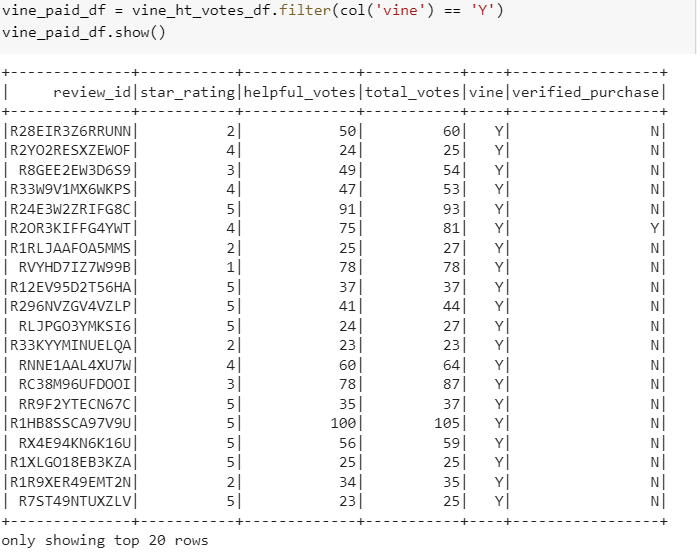 vine_paid_df = vine_ht_votes_df.filter(col('vine') == 'Y')
vine_paid_df.show()
+--------------+-----------+-------------+-----------+----+-----------------+
|     review_id|star_rating|helpful_votes|total_votes|vine|verified_purchase|
+--------------+-----------+-------------+-----------+----+-----------------+
|R28EIR3Z6RRUNN|          2|           50|         60|   Y|                N|
|R2YO2RESXZEWOF|          4|           24|         25|   Y|                N|
| R8GEE2EW3D6S9|          3|           49|         54|   Y|                N|
|R33W9V1MX6WKPS|          4|           47|         53|   Y|                N|
|R24E3W2ZRIFG8C|          5|           91|         93|   Y|                N|
|R2OR3KIFFG4YWT|          4|           75|         81|   Y|                Y|
|R1RLJAAFOA5MMS|          2|           25|         27|   Y|                N|
| RVYHD7IZ7W99B|          1|           78|         78|   Y|                N|
|R12EV95D2T56HA|          5|           37|         37|   Y|                N|
|R296NVZGV4VZLP|          5|           41|         44|   Y|                N|
| RLJPGO3YMKSI6|          5|           24|         27|   Y|                N|
|R33KYYMINUELQA|          2|           23|         23|   Y|                N|
| RNNE1AAL4XU7W|          4|           60|         64|   Y|                N|
| RC38M96UFDOOI|          3|           78|         87|   Y|                N|
| RR9F2YTECN67C|          5|           35|         37|   Y|                N|
|R1HB8SSCA97V9U|          5|          100|        105|   Y|                N|
| RX4E94KN6K16U|          5|           56|         59|   Y|                N|
|R1XLGO18EB3KZA|          5|           25|         25|   Y|                N|
|R1R9XER49EMT2N|          2|           34|         35|   Y|                N|
| R7ST49NTUXZLV|          5|           23|         25|   Y|                N|
+--------------+-----------+-------------+-----------+----+-----------------+
only showing top 20 rows